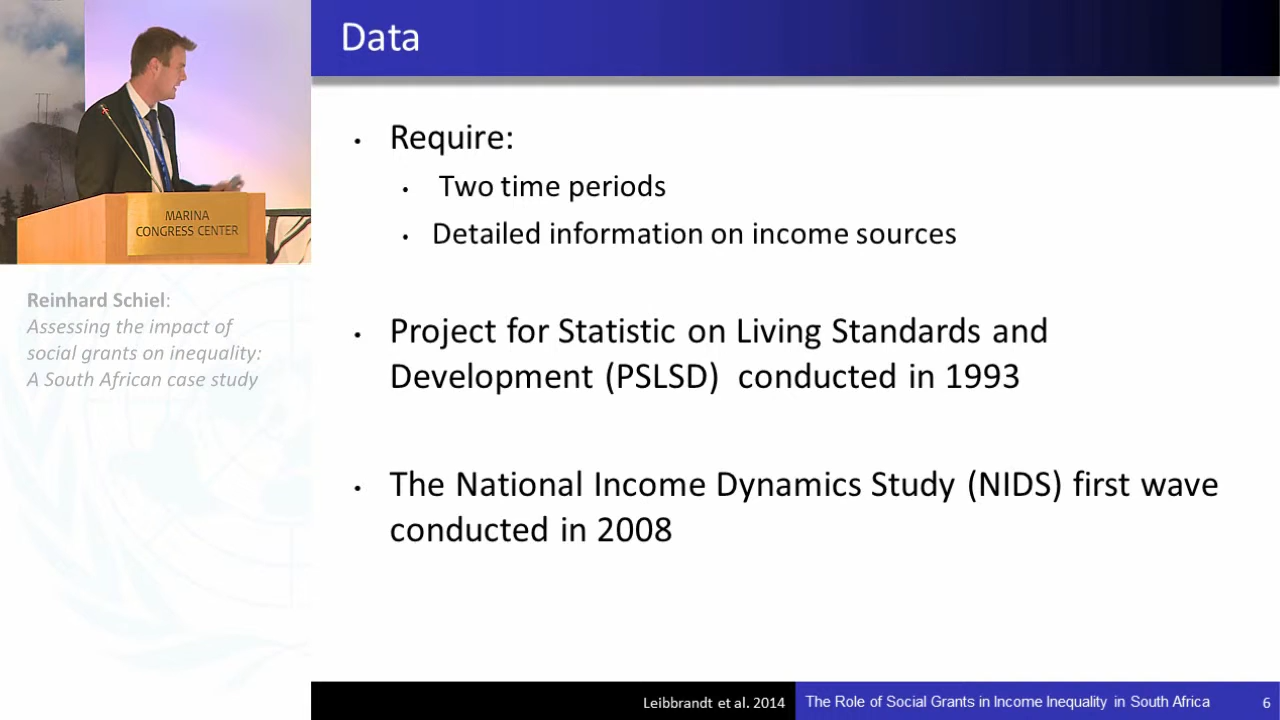 Data
MARINA
CONGRESS CENTER
Reinhard Schiel:
Assessing the impact of
social grants on inequality:
A South African case study
• Require:
• Two time periods
• Detailed information on income sources
• Project for Statistic on Living Standards and
Development (PSLSD) conducted in 1993
• The National Income Dynamics Study (NIDS) first wave
conducted in 2008
Leibbrandt et al. 2014
The Role of Social Grants in Income Inequality in South Africa
6